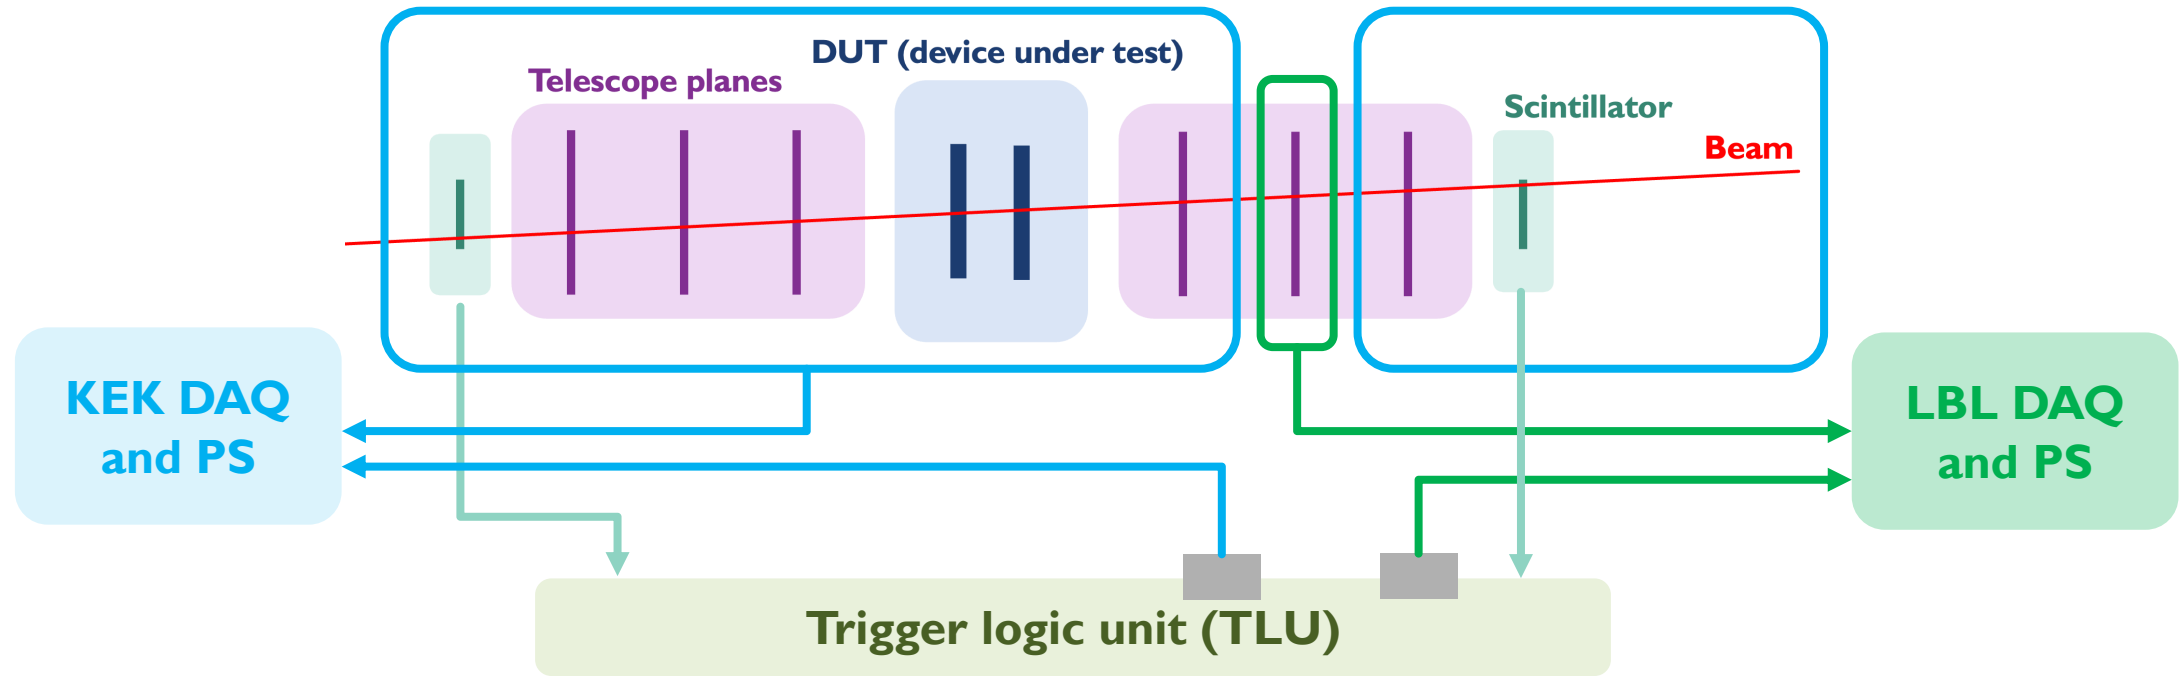 DUT (device under test)
Telescope planes
Scintillator
Beam
KEK DAQ
and PS
LBL DAQ
and PS
Trigger logic unit (TLU)